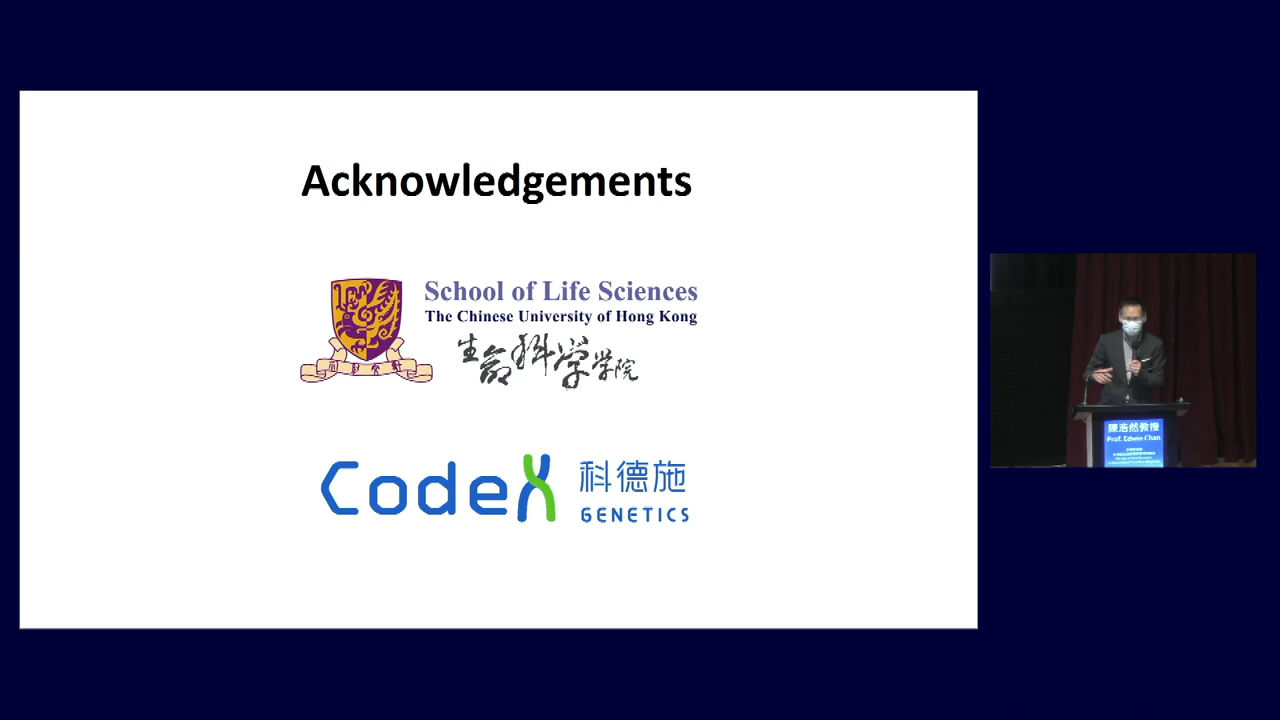 Acknowledgements
School of Life Sciences
The Chinese University of Hong Kong
生命科學學院
CodeX 科德施
GENETICS
陳浩然教授
Prof. Edwin Chan